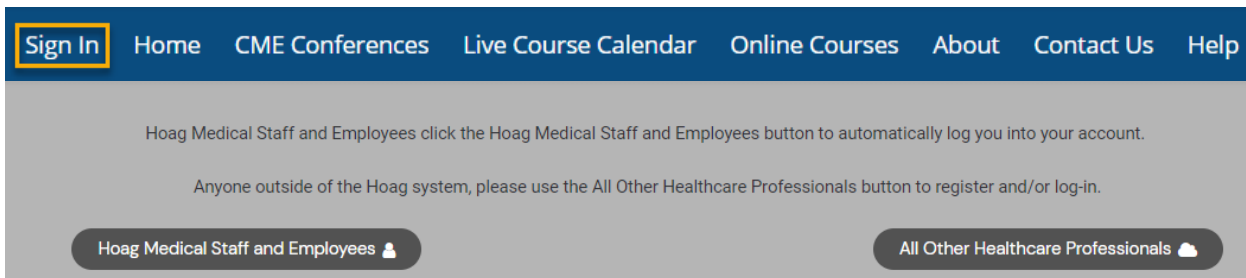 Sign In Home CME Conferences Live Course Calendar Online Courses About Contact Us Help
Hoag Medical Staff and Employees click the Hoag Medical Staff and Employees button to automatically log you into your account.
Anyone outside of the Hoag system, please use the All Other Healthcare Professionals button to register and/or log-in.
Hoag Medical Staff and Employees All Other Healthcare Professionals